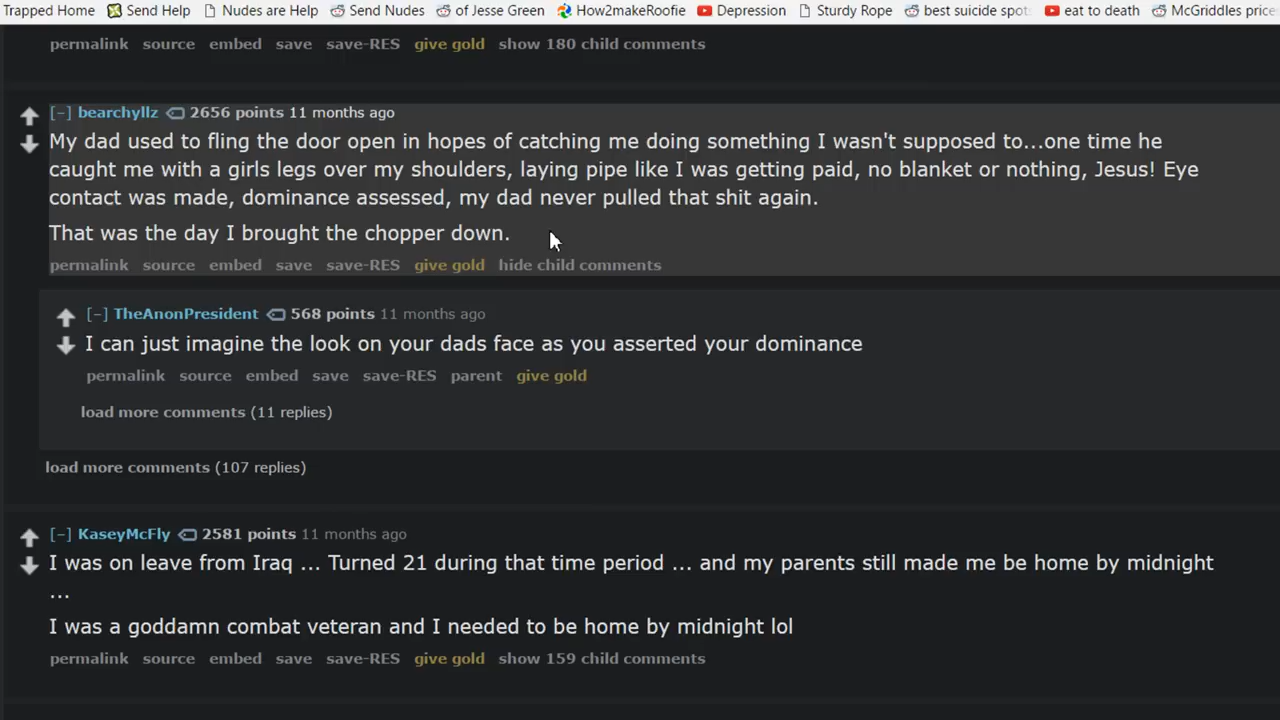 Trapped Home Send Help Nudes are Help Send Nudes of Jesse Green How2makeRoofie Depression Sturdy Rope best suicide spot eat to death McGriddles price
permalink source embed save save-RES give gold show 180 child comments
[-] bearchyllz 2656 points 11 months ago
My dad used to fling the door open in hopes of catching me doing something I wasn't supposed to...one time he
caught me with a girls legs over my shoulders, laying pipe like I was getting paid, no blanket or nothing, Jesus! Eye
contact was made, dominance assessed, my dad never pulled that shit again.
That was the day I brought the chopper down.
permalink source embed save save-RES give gold hide child comments
[-] TheAnonPresident 568 points 11 months ago
I can just imagine the look on your dads face as you asserted your dominance
permalink source embed save save-RES parent give gold
load more comments (11 replies)
load more comments (107 replies)
[-] KaseyMcFly 2581 points 11 months ago
I was on leave from Iraq ... Turned 21 during that time period ... and my parents still made me be home by midnight
...
I was a goddamn combat veteran and I needed to be home by midnight lol
permalink source embed save save-RES give gold show 159 child comments